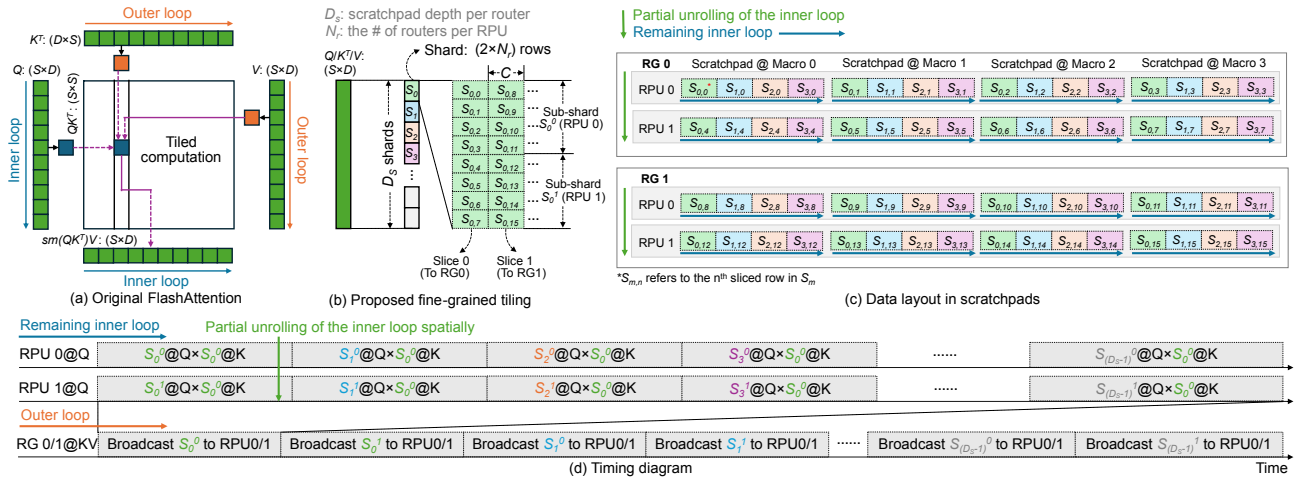 Outer loop
K^T: (D×S)
Q: (S×D)
QK^T: (S×S)
V: (S×D)
Inner loop
Tiled
computation
Outer loop
sm(QK^T)V: (S×D)
Inner loop
(a) Original FlashAttention
D_s: scratchpad depth per router
N_r: the # of routers per RPU
Q/K^T/V:
(S×D)
Shard: (2×N_r) rows
C
D_S shards
S_0
S_1
S_2
S_3
S_0,0 S_0,8 ...
S_0,1 S_0,9 ...
S_0,2 S_0,10 ...
S_0,3 S_0,11 ...
S_0,4 S_0,12 ...
S_0,5 S_0,13 ...
S_0,6 S_0,14 ...
S_0,7 S_0,15 ...
Sub-shard
S_0^0 (RPU 0)
Sub-shard
S_0^1 (RPU 1)
Slice 0
(To RG0)
Slice 1
(To RG1)
(b) Proposed fine-grained tiling
Partial unrolling of the inner loop
Remaining inner loop
RG 0 Scratchpad @ Macro 0 Scratchpad @ Macro 1 Scratchpad @ Macro 2 Scratchpad @ Macro 3
RPU 0 S_0,0* S_1,0 S_2,0 S_3,0 S_0,1 S_1,1 S_2,1 S_3,1 S_0,2 S_1,2 S_2,2 S_3,2 S_0,3 S_1,3 S_2,3 S_3,3
RPU 1 S_0,4 S_1,4 S_2,4 S_3,4 S_0,5 S_1,5 S_2,5 S_3,5 S_0,6 S_1,6 S_2,6 S_3,6 S_0,7 S_1,7 S_2,7 S_3,7
RG 1
RPU 0 S_0,8 S_1,8 S_2,8 S_3,8 S_0,9 S_1,9 S_2,9 S_3,9 S_0,10 S_1,10 S_2,10 S_3,10 S_0,11 S_1,11 S_2,11 S_3,11
RPU 1 S_0,12 S_1,12 S_2,12 S_3,12 S_0,13 S_1,13 S_2,13 S_3,13 S_0,14 S_1,14 S_2,14 S_3,14 S_0,15 S_1,15 S_2,15 S_3,15
*S_m,n refers to the n^th sliced row in S_m
(c) Data layout in scratchpads
Remaining inner loop
Partial unrolling of the inner loop spatially
RPU 0@Q S_0^0@Q×S_0^0@K S_1^0@Q×S_0^0@K S_2^0@Q×S_0^0@K S_3^0@Q×S_0^0@K ...... S_(D_S-1)^0@Q×S_0^0@K
RPU 1@Q S_0^1@Q×S_0^0@K S_1^1@Q×S_0^0@K S_2^1@Q×S_0^0@K S_3^1@Q×S_0^0@K ...... S_(D_S-1)^1@Q×S_0^0@K
Outer loop
RG 0/1@KV Broadcast S_0^0 to RPU0/1 Broadcast S_0^1 to RPU0/1 Broadcast S_1^0 to RPU0/1 Broadcast S_1^1 to RPU0/1 ...... Broadcast S_(D_S-1)^0 to RPU0/1 Broadcast S_(D_S-1)^1 to RPU0/1
(d) Timing diagram
Time